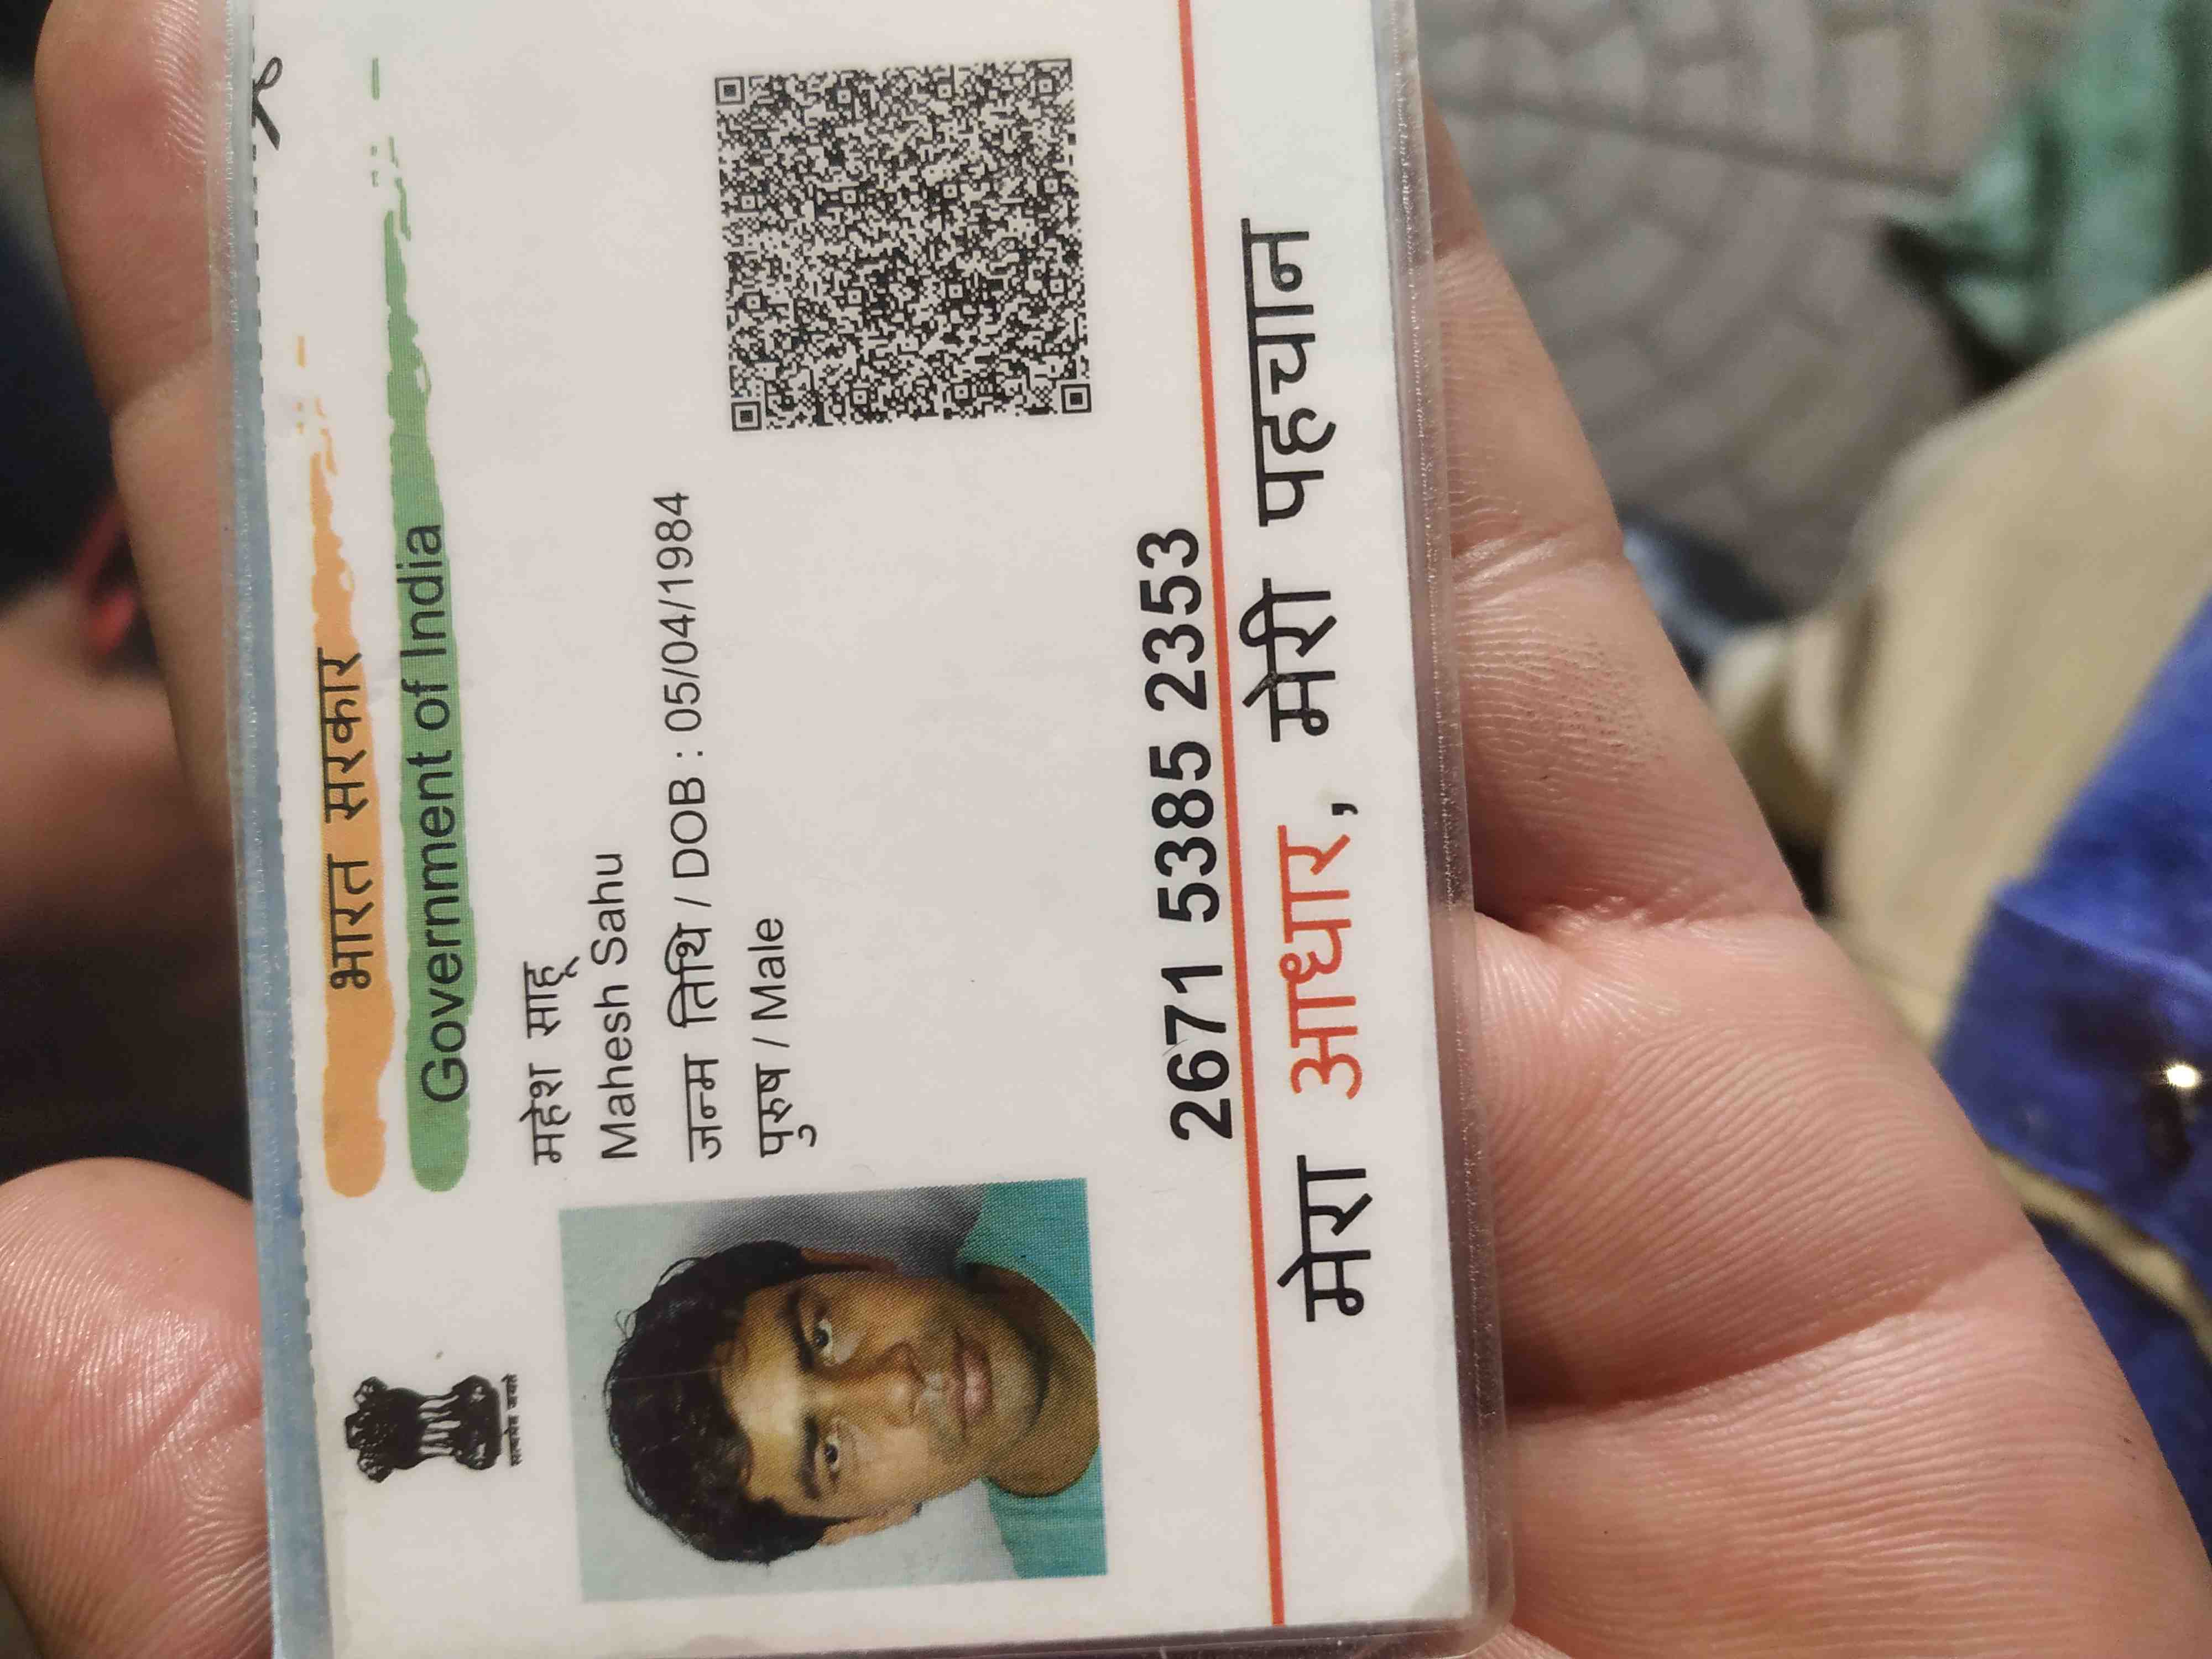 भारत सरकार
Government of India
सत्यमेव जयते
महेश साहू
Mahesh Sahu
जन्म तिथि / DOB : 05/04/1984
पुरुष / Male
2671 5385 2353
मेरा आधार, मेरी पहचान